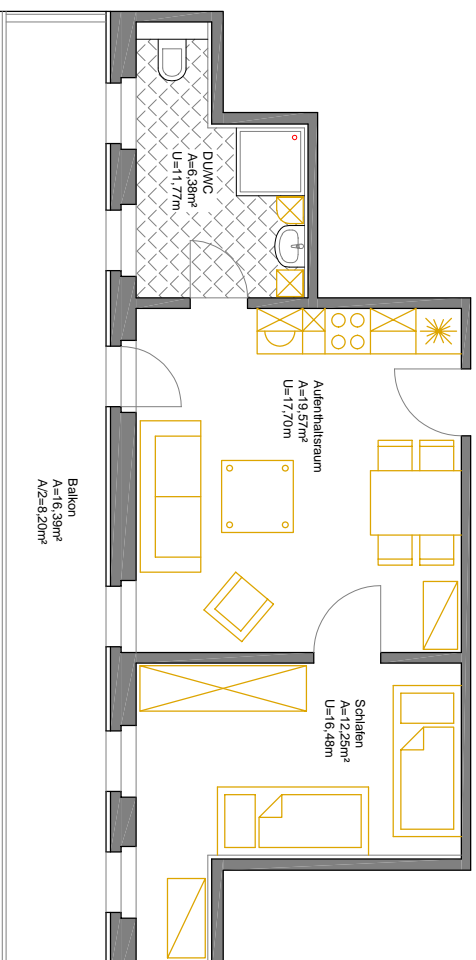 DU/WC
A=6,38m²
U=11,77m
Aufenthaltsraum
A=19,57m²
U=17,70m
Schlafen
A=12,25m²
U=16,48m
Balkon
A=16,39m²
A/2=8,20m²